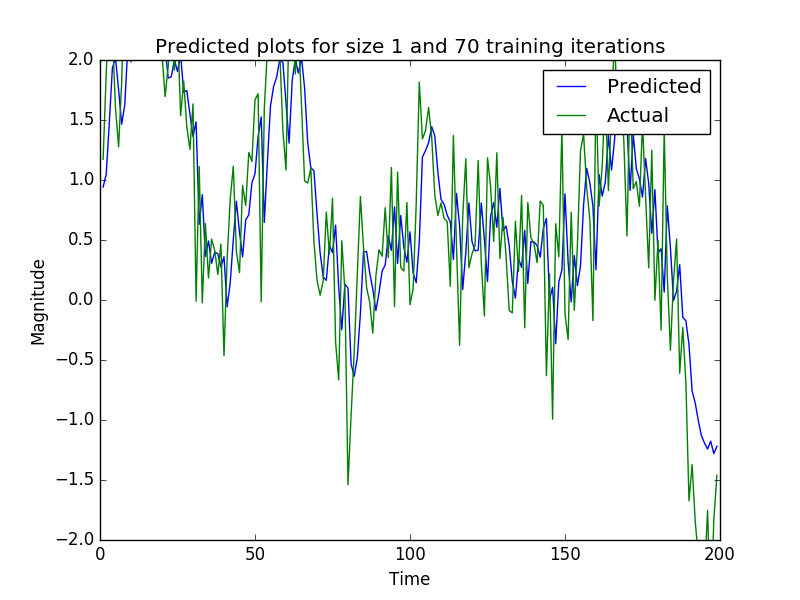 Predicted plots for size 1 and 70 training iterations
Predicted
Actual
2.0
1.5
1.0
0.5
0.0
−0.5
−1.0
−1.5
−2.0
Magnitude
0 50 100 150 200
Time